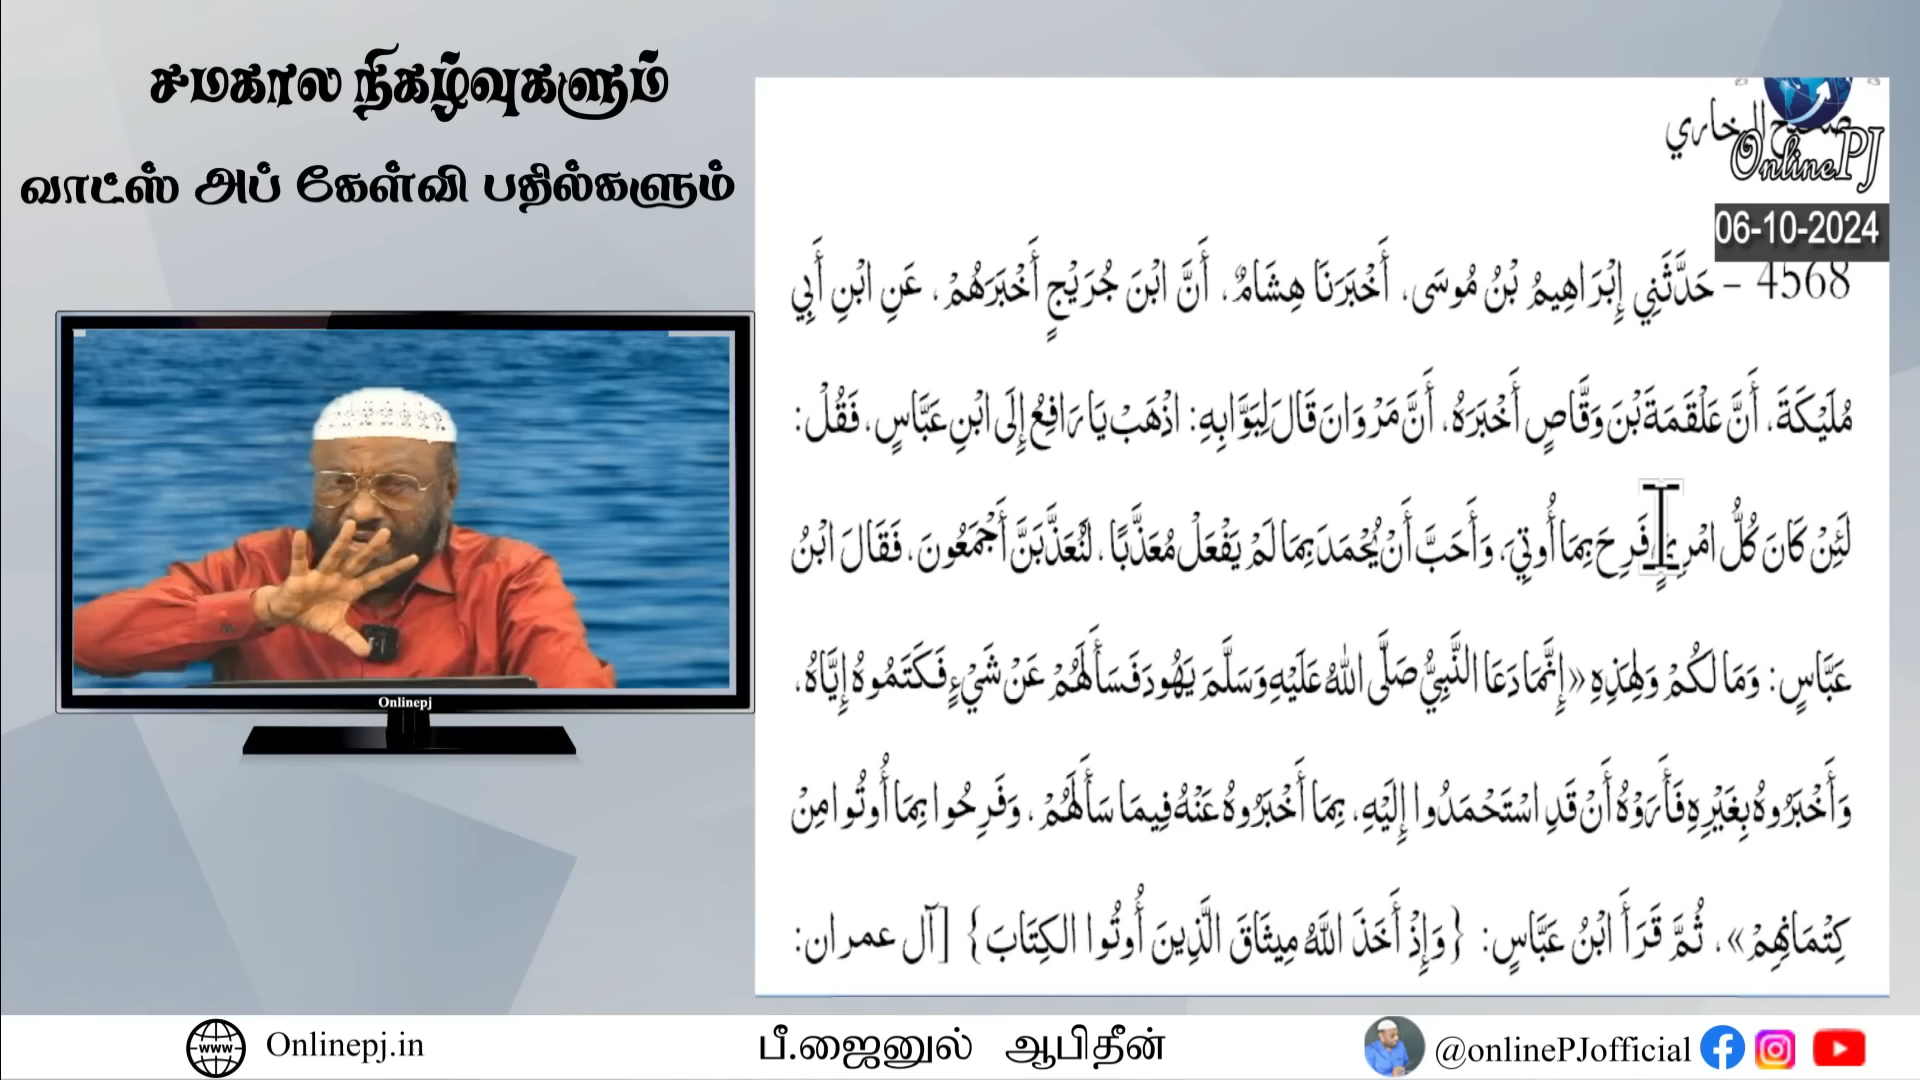 சமகால நிகழ்வுகளும்
வாட்ஸ் அப் கேள்வி பதில்களும்
OnlinePJ
06-10-2024
4568 - حَدَّثَنِي إِبْرَاهِيمُ بْنُ مُوسَى، أَخْبَرَنَا هِشَامٌ، أَنَّ ابْنَ جُرَيْجٍ أَخْبَرَهُمْ، عَنِ ابْنِ أَبِي
مُلَيْكَةَ، أَنَّ عَلْقَمَةَ بْنَ وَقَّاصٍ أَخْبَرَهُ، أَنَّ مَرْوَانَ قَالَ لِبَوَّابِهِ: اذْهَبْ يَا رَافِعُ إِلَى ابْنِ عَبَّاسٍ، فَقُلْ:
لَئِنْ كَانَ كُلُّ امْرِئٍ فَرِحَ بِمَا أُوتِيَ، وَأَحَبَّ أَنْ يُحْمَدَ بِمَا لَمْ يَفْعَلْ مُعَذَّبًا، لَنُعَذَّبَنَّ أَجْمَعُونَ، فَقَالَ ابْنُ
عَبَّاسٍ: وَمَا لَكُمْ وَلِهَذِهِ «إِنَّمَا دَعَا النَّبِيُّ صَلَّى اللهُ عَلَيْهِ وَسَلَّمَ يَهُودَ فَسَأَلَهُمْ عَنْ شَيْءٍ فَكَتَمُوهُ إِيَّاهُ،
وَأَخْبَرُوهُ بِغَيْرِهِ فَأَرَوْهُ أَنْ قَدِ اسْتَحْمَدُوا إِلَيْهِ، بِمَا أَخْبَرُوهُ عَنْهُ فِيمَا سَأَلَهُمْ، وَفَرِحُوا بِمَا أُوتُوا مِنْ
كِتْمَانِهِمْ»، ثُمَّ قَرَأَ ابْنُ عَبَّاسٍ: {وَإِذْ أَخَذَ اللَّهُ مِيثَاقَ الَّذِينَ أُوتُوا الكِتَابَ} [آل عمران:
Onlinepj
www
Onlinepj.in
பீ.ஜைனுல் ஆபிதீன்
@onlinePJofficial